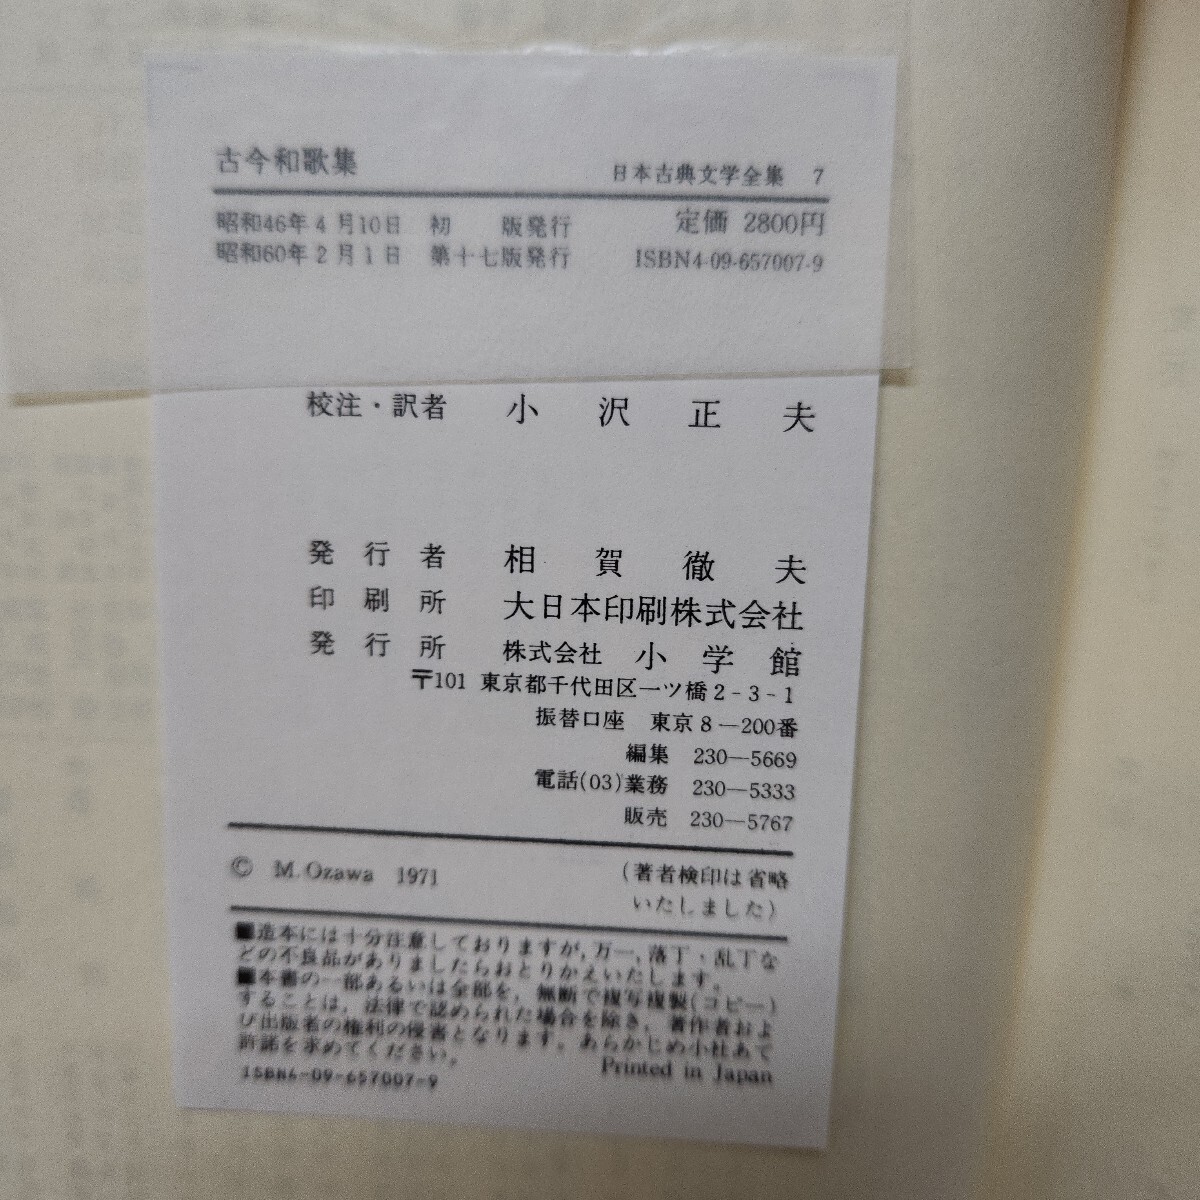 古今和歌集　日本古典文学全集　7
昭和46年4月10日　初　版発行　定価 2800円
昭和60年2月1日　第十七版発行　ISBN4-09-657007-9
校注・訳者　小沢正夫
発行者　相賀徹夫
印刷所　大日本印刷株式会社
発行所　株式会社 小学館
〒101 東京都千代田区一ツ橋2-3-1
振替口座　東京8—200番
編集　230—5669
電話(03)業務　230—5333
販売　230—5767
© M. Ozawa 1971　（著者検印は省略
いたしました）
■造本には十分注意しておりますが，万一，落丁・乱丁な
どの不良品がありましたらおとりかえいたします。
■本書の一部あるいは全部を，無断で複写複製(コピー)
することは，法律で認められた場合を除き，著作者およ
び出版者の権利の侵害となります。あらかじめ小社あて
許諾を求めてください。
Printed in Japan
ISBN4-09-657007-9